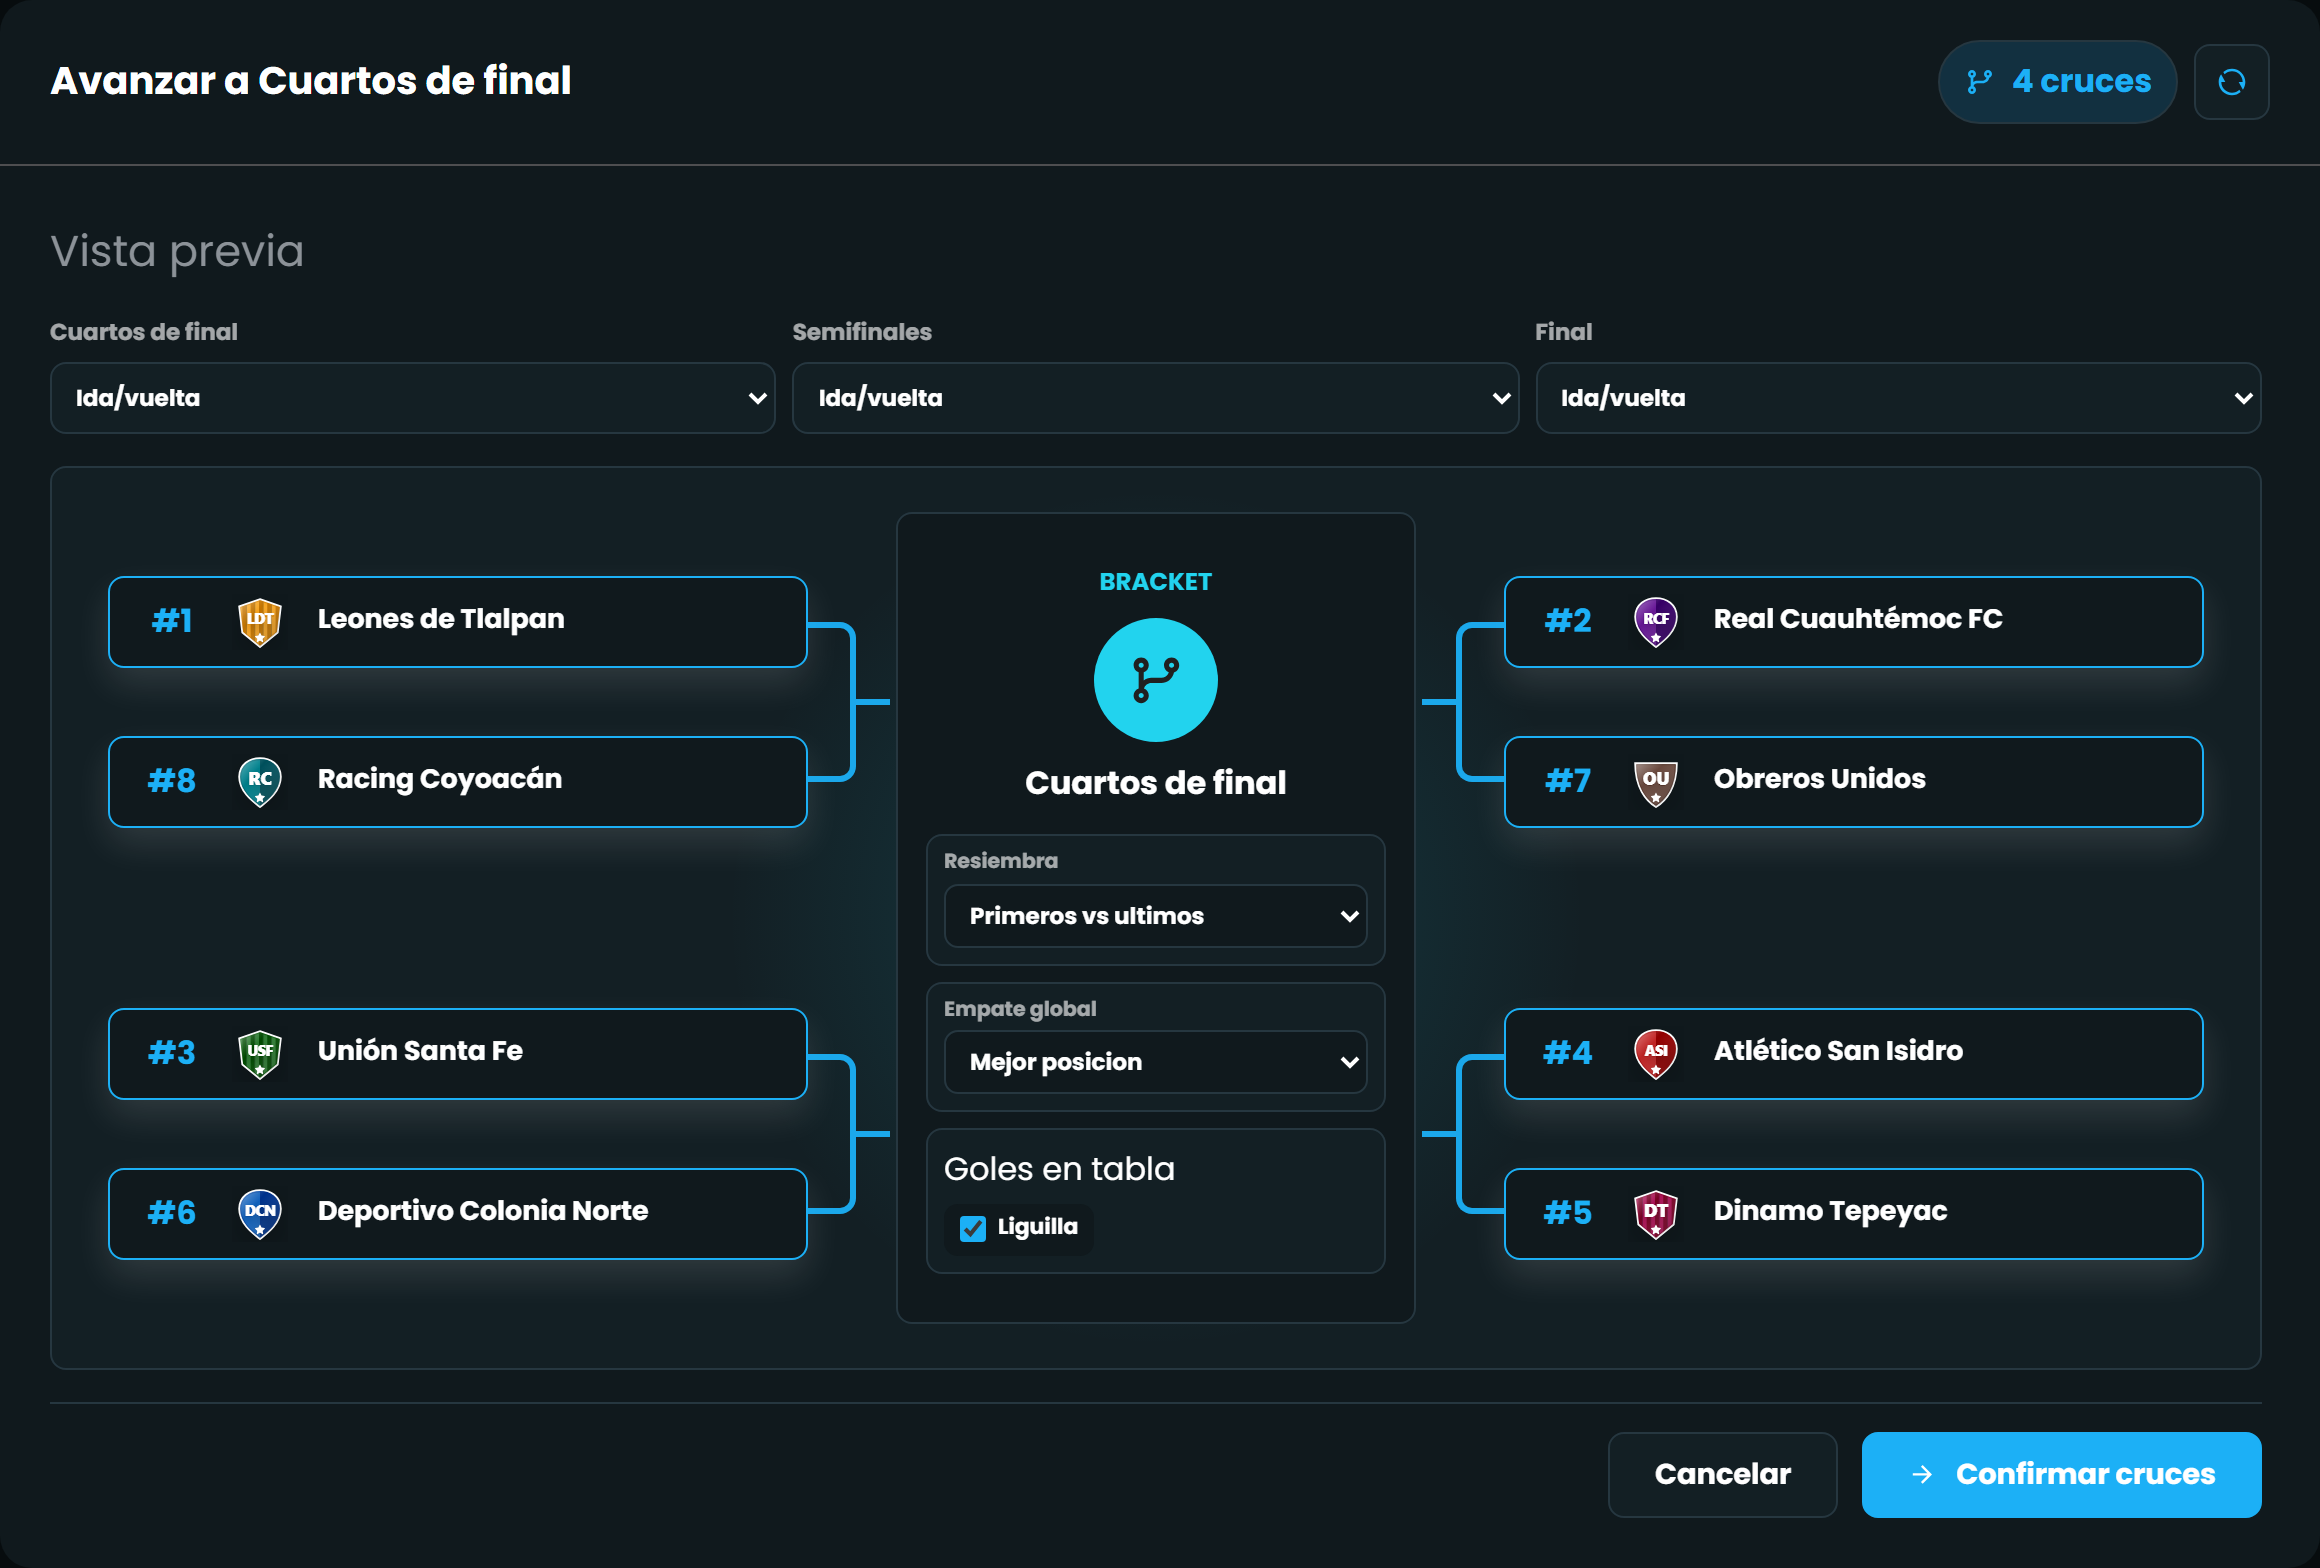 Avanzar a Cuartos de final
4 cruces
Vista previa
Cuartos de final
Semifinales
Final
Ida/vuelta
Ida/vuelta
Ida/vuelta
#1 LDT Leones de Tlalpan
#8 RC Racing Coyoacán
#3 USF Unión Santa Fe
#6 DCN Deportivo Colonia Norte
BRACKET
Cuartos de final
Resiembra
Primeros vs ultimos
Empate global
Mejor posicion
Goles en tabla
Liguilla
#2 RCF Real Cuauhtémoc FC
#7 OU Obreros Unidos
#4 ASI Atlético San Isidro
#5 DT Dinamo Tepeyac
Cancelar
Confirmar cruces